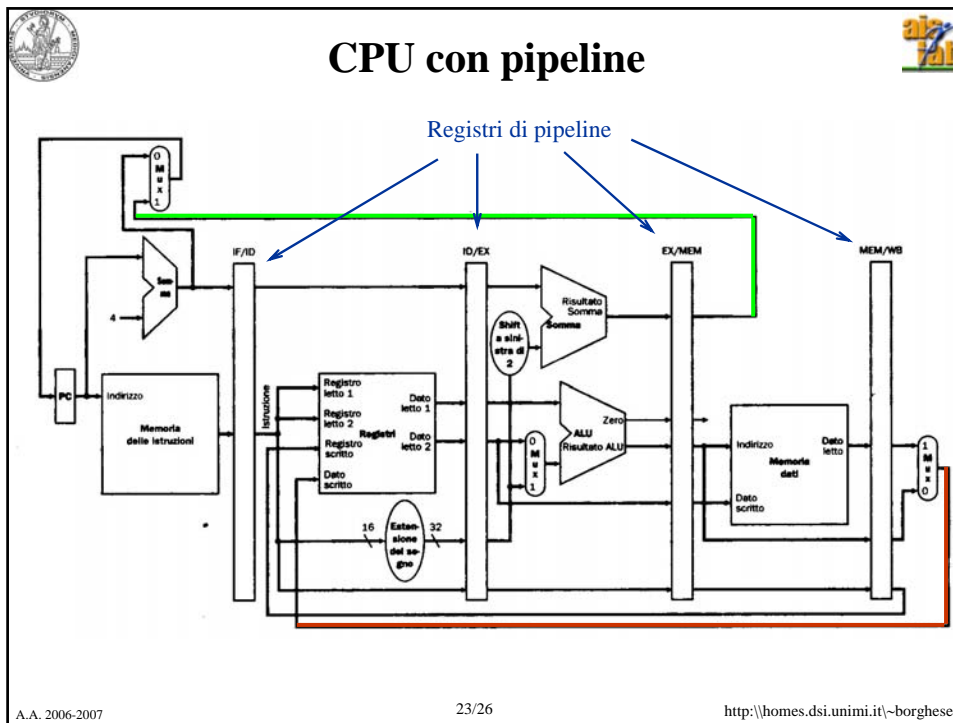 CPU con pipeline
Registri di pipeline
0
M
u
x
1
IF/ID
ID/EX
EX/MEM
MEM/WB
Som-
ma
4
Risultato
Somma
Somma
Shift
a sini-
stra di
2
PC
Indirizzo
Memoria
delle istruzioni
Istruzione
Registro
letto 1
Registro
letto 2
Registro
scritto
Dato
scritto
Registri
Dato
letto 1
Dato
letto 2
0
M
u
x
1
Zero
ALU
Risultato ALU
Indirizzo
Dato
letto
Memoria
dati
Dato
scritto
1
M
u
x
0
16
Esten-
sione
del se-
gno
32
A.A. 2006-2007
23/26
http:\\homes.dsi.unimi.it\~borghese